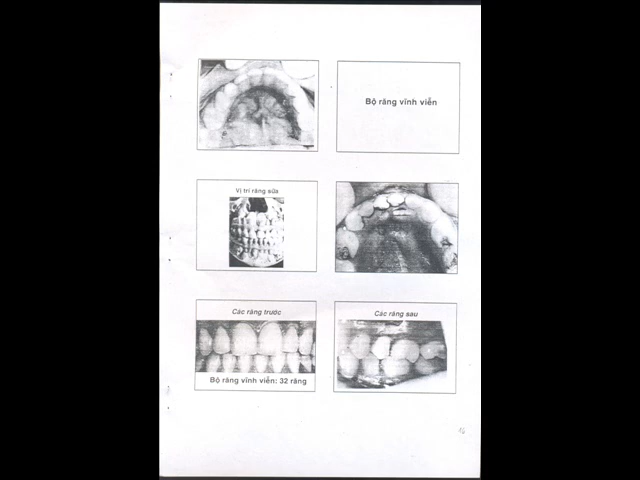 Bộ răng vĩnh viễn
Vị trí răng sữa
Các răng trước
Bộ răng vĩnh viễn: 32 răng
Các răng sau